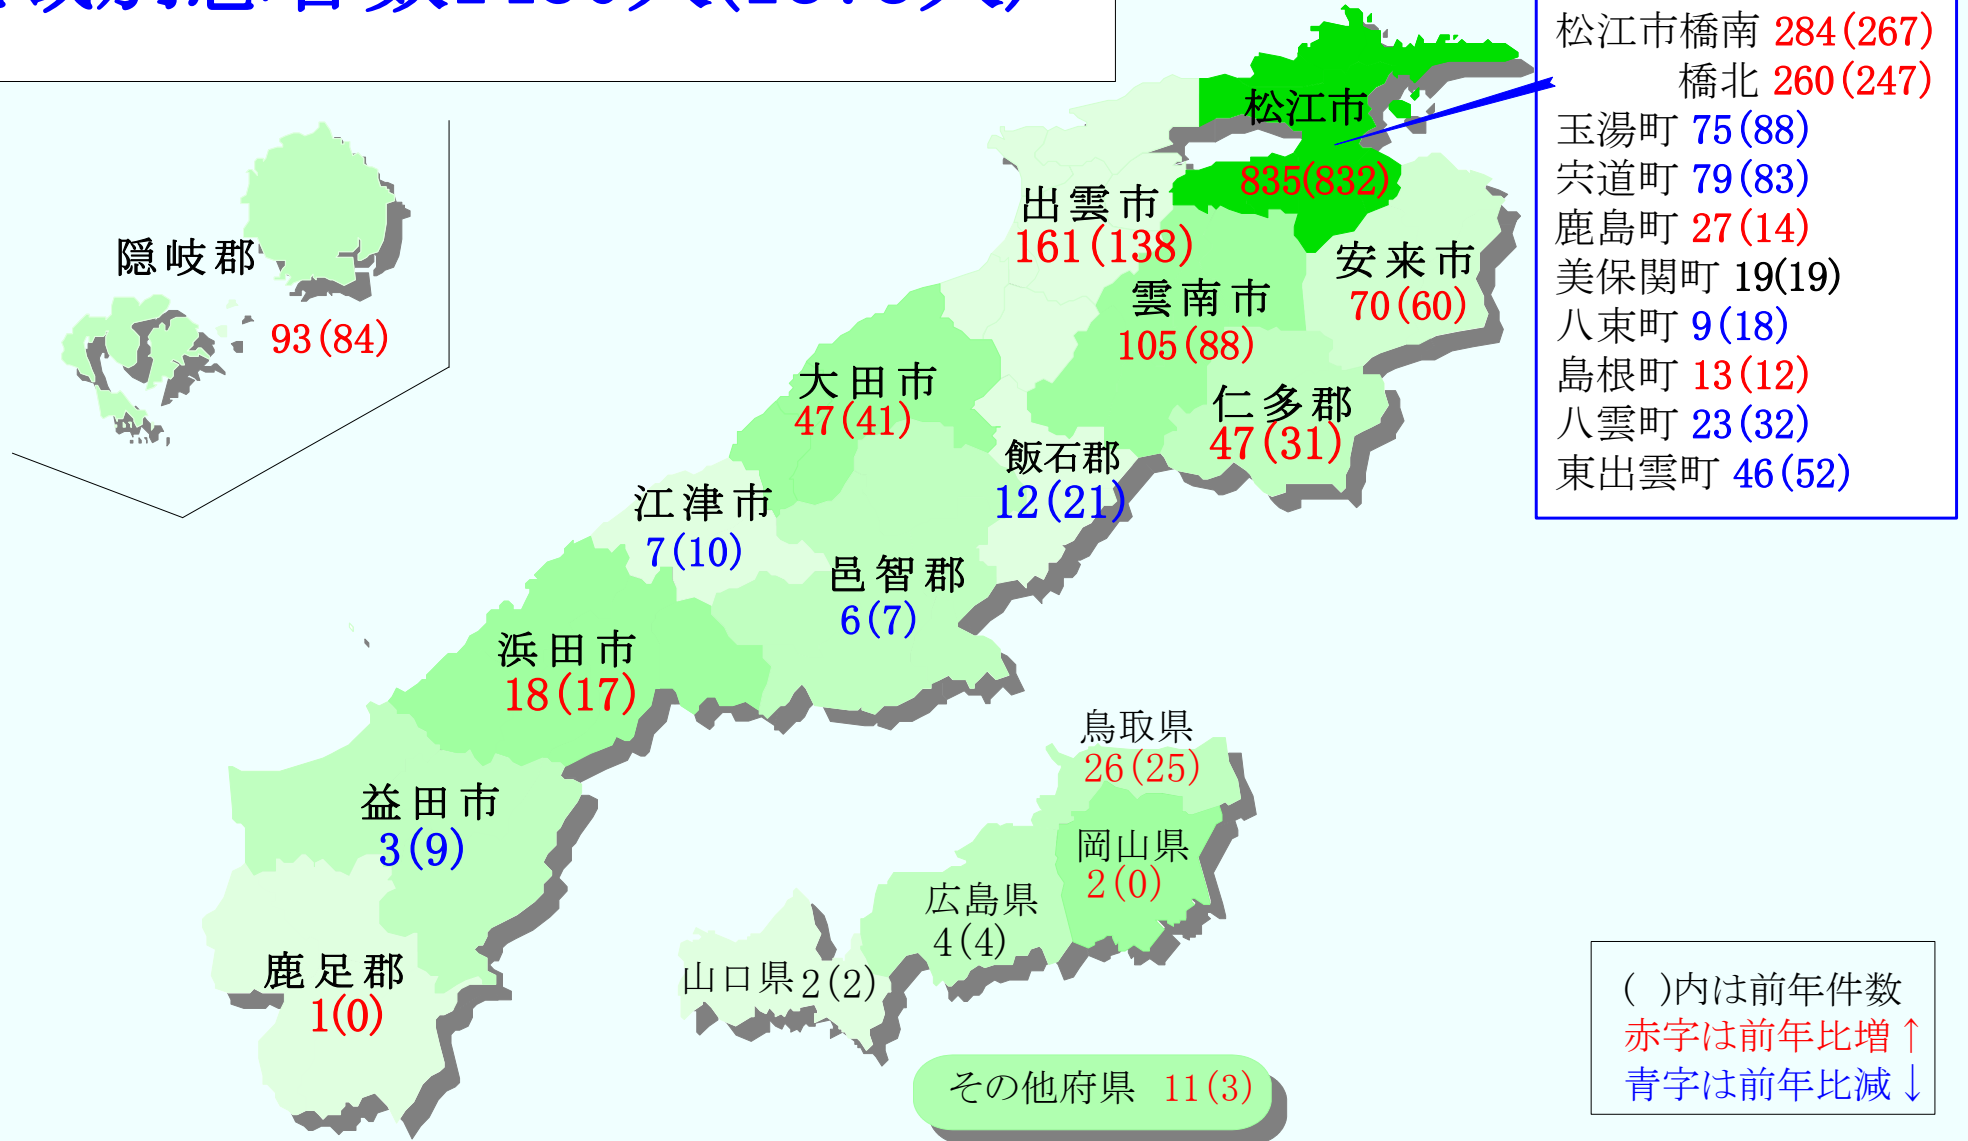 松江市橋南 284(267)
橋北 260(247)
玉湯町 75(88)
宍道町 79(83)
鹿島町 27(14)
美保関町 19(19)
八束町 9(18)
島根町 13(12)
八雲町 23(32)
東出雲町 46(52)
松江市
835(832)
出雲市
161(138)
安来市
70(60)
隠岐郡
93(84)
雲南市
105(88)
大田市
47(41)
仁多郡
47(31)
飯石郡
12(21)
江津市
7(10)
邑智郡
6(7)
浜田市
18(17)
益田市
3(9)
鹿足郡
1(0)
鳥取県
26(25)
岡山県
2(0)
広島県
4(4)
山口県 2(2)
その他府県 11(3)
( )内は前年件数
赤字は前年比増↑
青字は前年比減↓